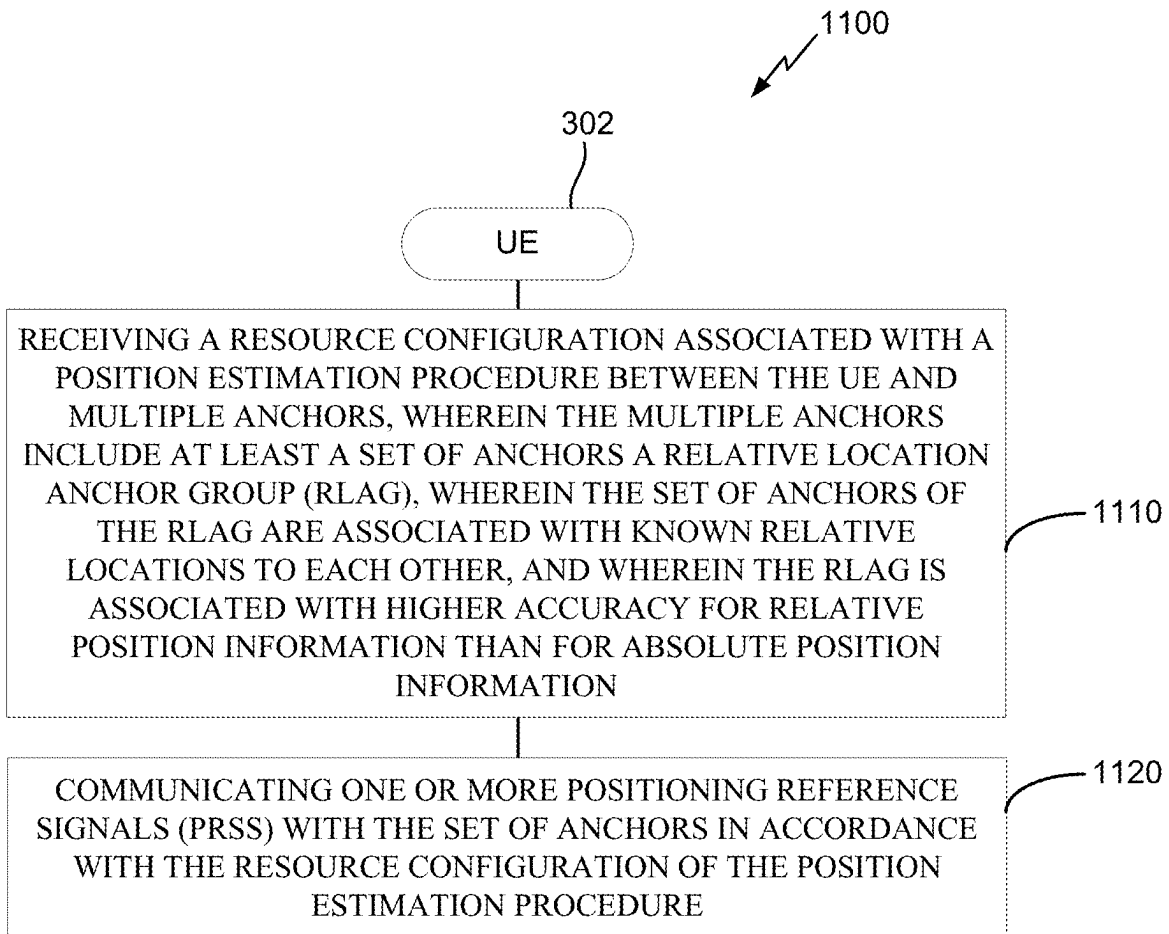 1100
302
UE
RECEIVING A RESOURCE CONFIGURATION ASSOCIATED WITH A
POSITION ESTIMATION PROCEDURE BETWEEN THE UE AND
MULTIPLE ANCHORS, WHEREIN THE MULTIPLE ANCHORS
INCLUDE AT LEAST A SET OF ANCHORS A RELATIVE LOCATION
ANCHOR GROUP (RLAG), WHEREIN THE SET OF ANCHORS OF
THE RLAG ARE ASSOCIATED WITH KNOWN RELATIVE
LOCATIONS TO EACH OTHER, AND WHEREIN THE RLAG IS
ASSOCIATED WITH HIGHER ACCURACY FOR RELATIVE
POSITION INFORMATION THAN FOR ABSOLUTE POSITION
INFORMATION
1110
COMMUNICATING ONE OR MORE POSITIONING REFERENCE
SIGNALS (PRSS) WITH THE SET OF ANCHORS IN ACCORDANCE
WITH THE RESOURCE CONFIGURATION OF THE POSITION
ESTIMATION PROCEDURE
1120